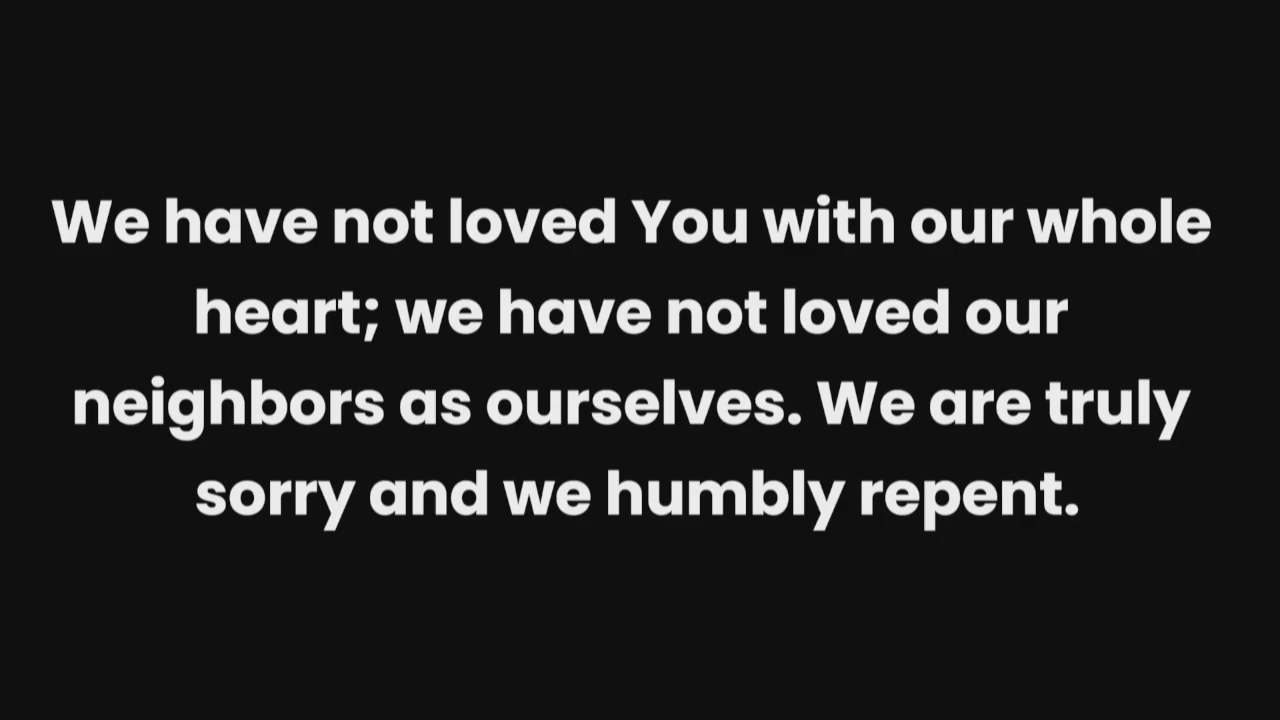 We have not loved You with our whole
heart; we have not loved our
neighbors as ourselves. We are truly
sorry and we humbly repent.